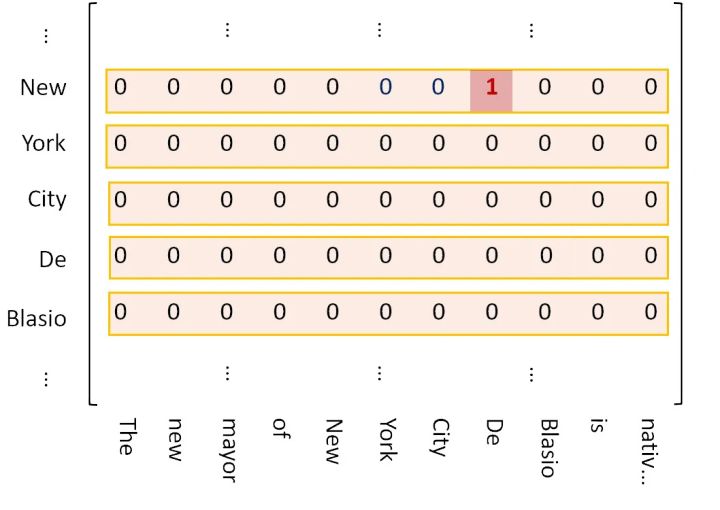 ⋮ ⋮ ⋮ ⋮
New 0 0 0 0 0 0 0 1 0 0 0
York 0 0 0 0 0 0 0 0 0 0 0
City 0 0 0 0 0 0 0 0 0 0 0
De 0 0 0 0 0 0 0 0 0 0 0
Blasio 0 0 0 0 0 0 0 0 0 0 0
⋮ ⋮ ⋮ ⋮
The new mayor of New York City De Blasio is nativ...